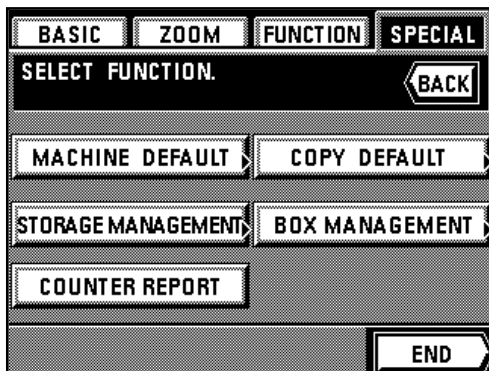 BASIC ZOOM FUNCTION SPECIAL
SELECT FUNCTION.
BACK
MACHINE DEFAULT COPY DEFAULT
STORAGE MANAGEMENT BOX MANAGEMENT
COUNTER REPORT
END